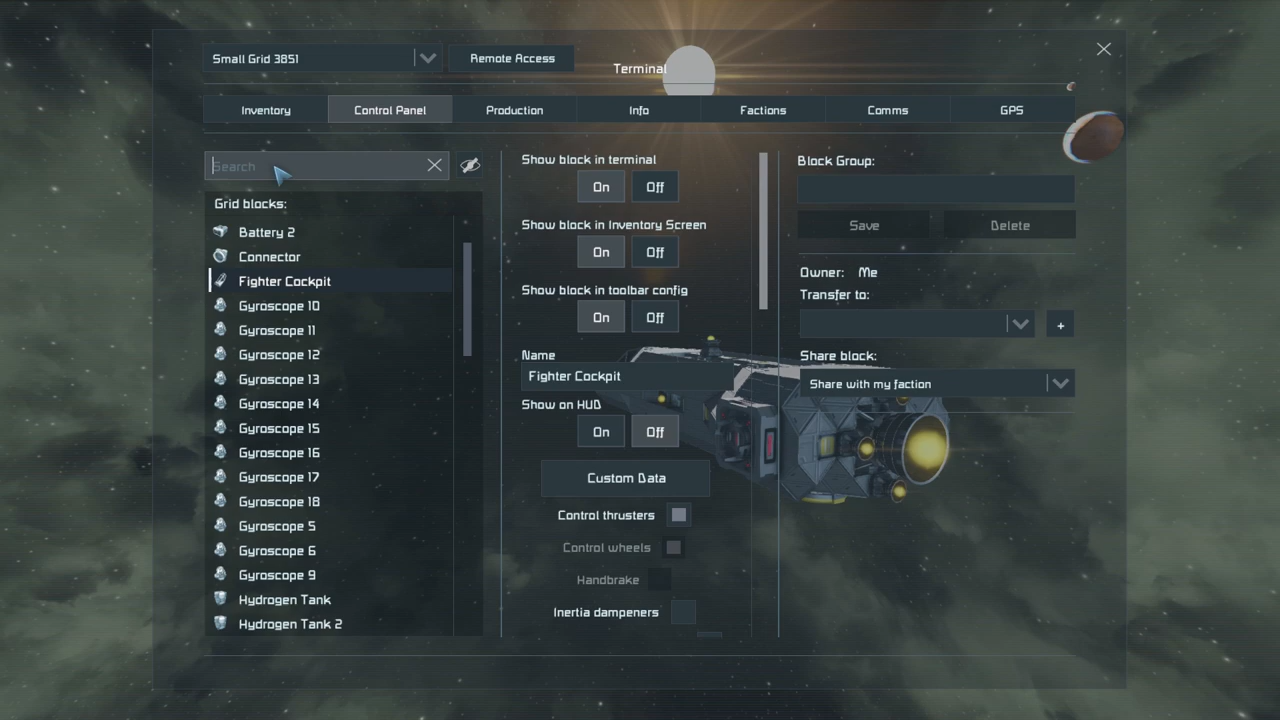 Small Grid 3851
Remote Access
Terminal
Inventory
Control Panel
Production
Info
Factions
Comms
GPS
Search
Grid blocks:
Battery 2
Connector
Fighter Cockpit
Gyroscope 10
Gyroscope 11
Gyroscope 12
Gyroscope 13
Gyroscope 14
Gyroscope 15
Gyroscope 16
Gyroscope 17
Gyroscope 18
Gyroscope 5
Gyroscope 6
Gyroscope 9
Hydrogen Tank
Hydrogen Tank 2
Show block in terminal
On Off
Show block in Inventory Screen
On Off
Show block in toolbar config
On Off
Name
Fighter Cockpit
Show on HUD
On Off
Custom Data
Control thrusters
Control wheels
Handbrake
Inertia dampeners
Block Group:
Save Delete
Owner: Me
Transfer to:
+
Share block:
Share with my faction